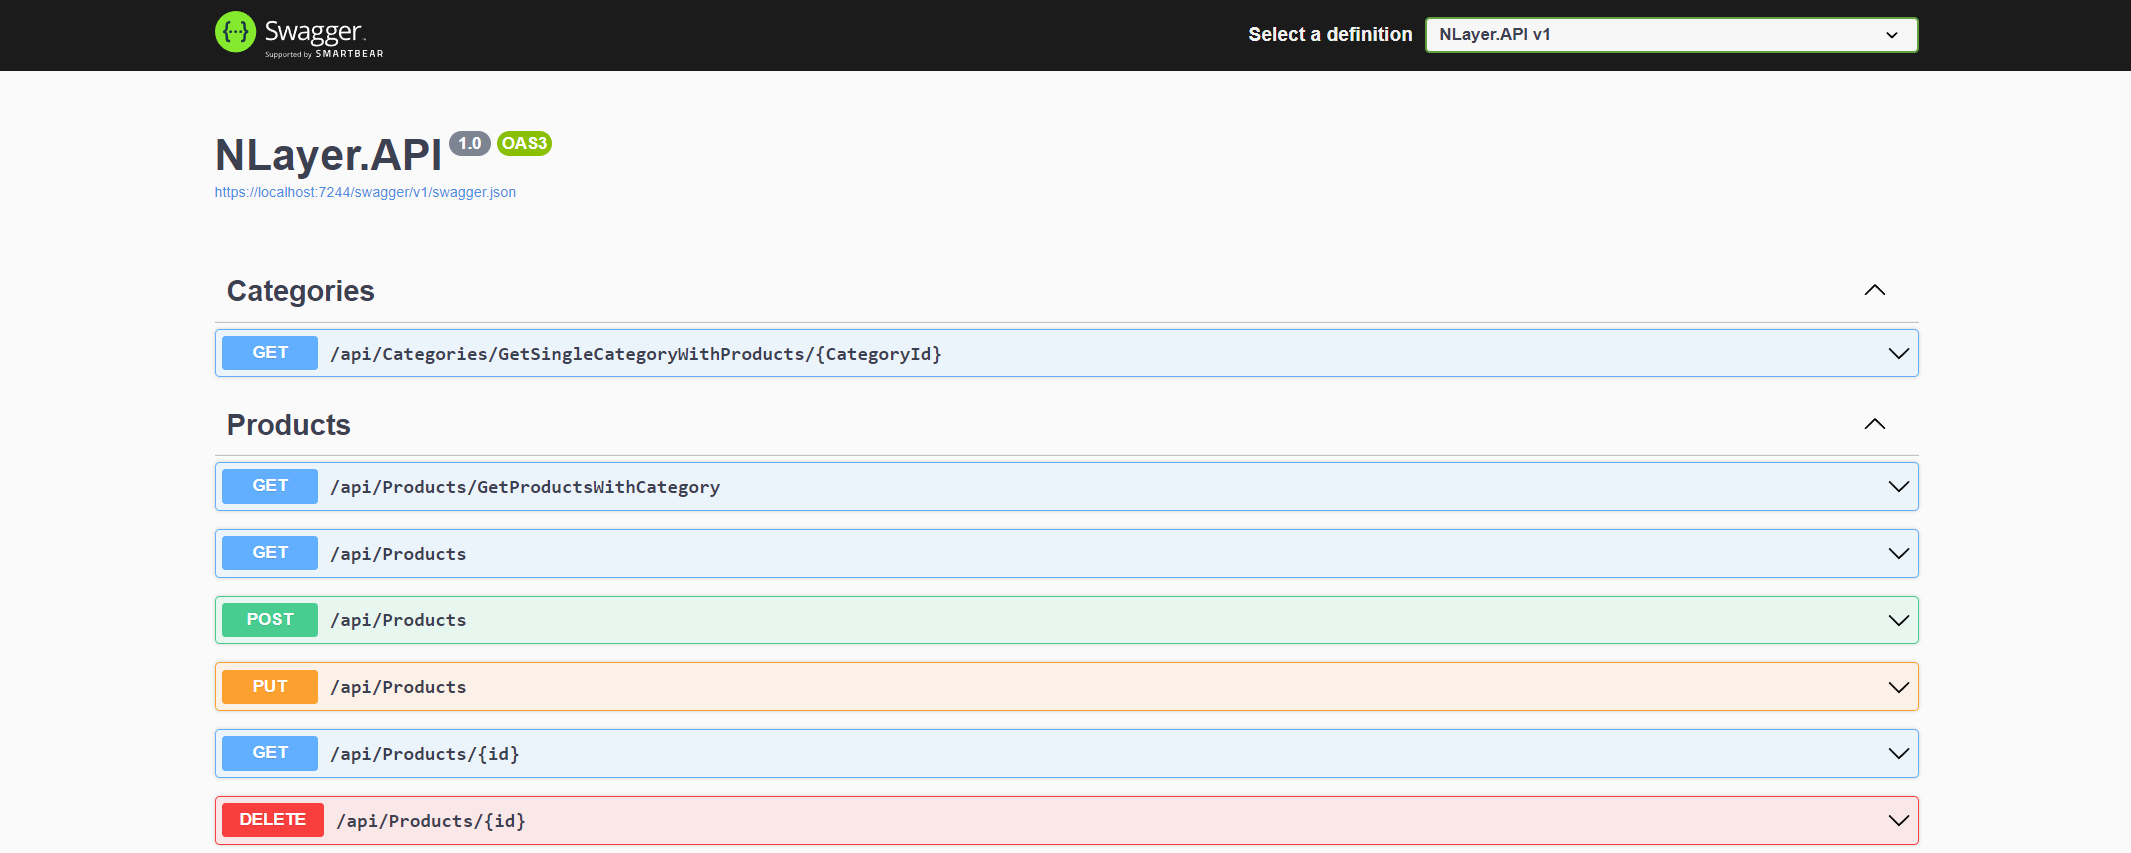 Swagger
Supported by SMARTBEAR
Select a definition
NLayer.API v1
NLayer.API 1.0 OAS3
https://localhost:7244/swagger/v1/swagger.json
Categories
GET /api/Categories/GetSingleCategoryWithProducts/{CategoryId}
Products
GET /api/Products/GetProductsWithCategory
GET /api/Products
POST /api/Products
PUT /api/Products
GET /api/Products/{id}
DELETE /api/Products/{id}